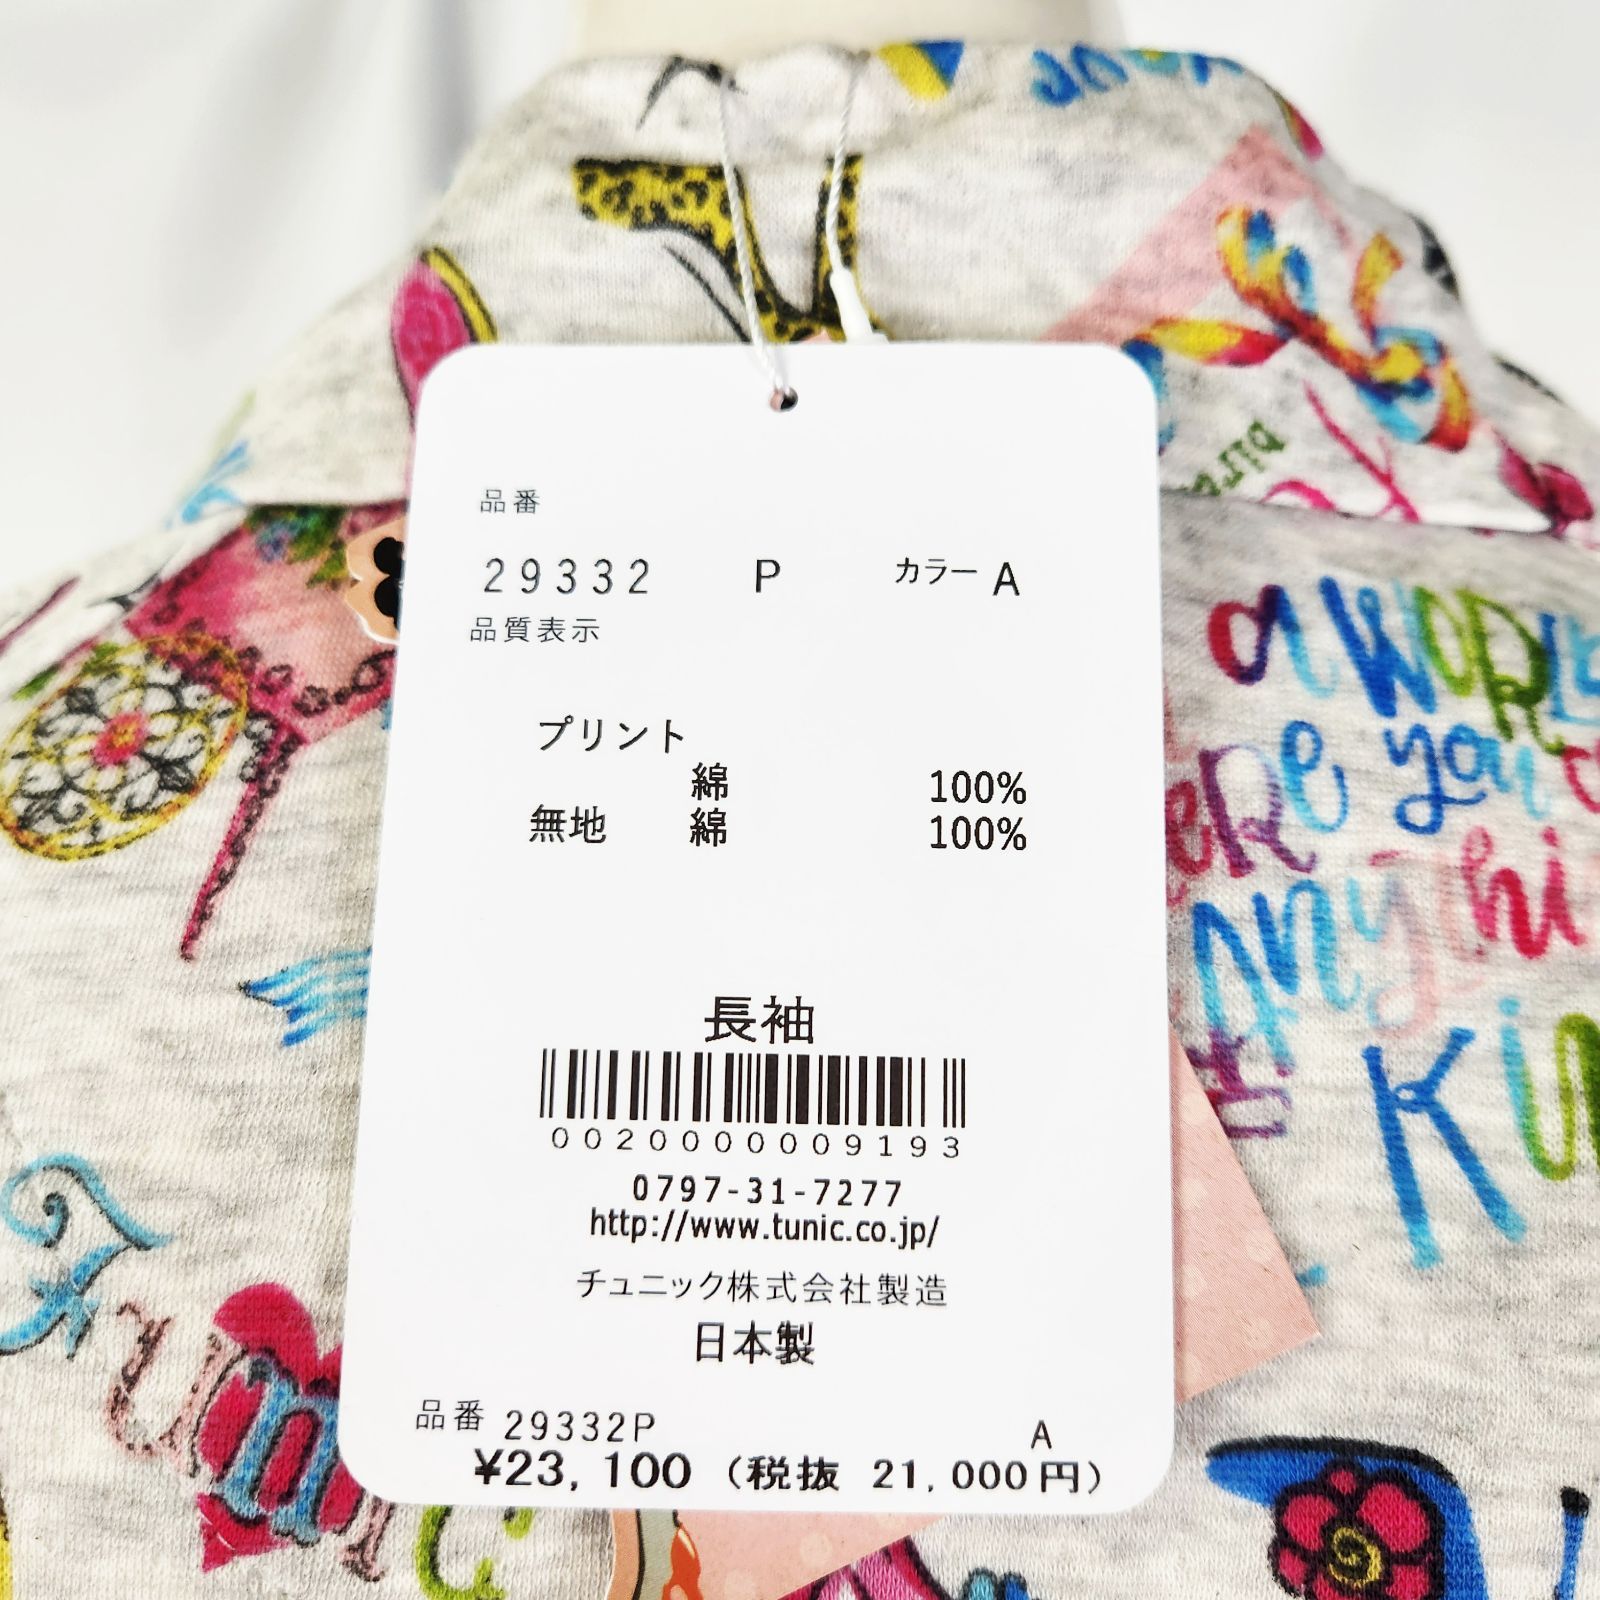 品番
29332 P カラー A
品質表示
プリント
綿 100%
無地 綿 100%
長袖
0020000009193
0797-31-7277
http://www.tunic.co.jp/
チュニック株式会社製造
日本製
品番 29332P A
¥23,100 (税抜 21,000円)
a WORL
you
anythi
Ki
Tunic